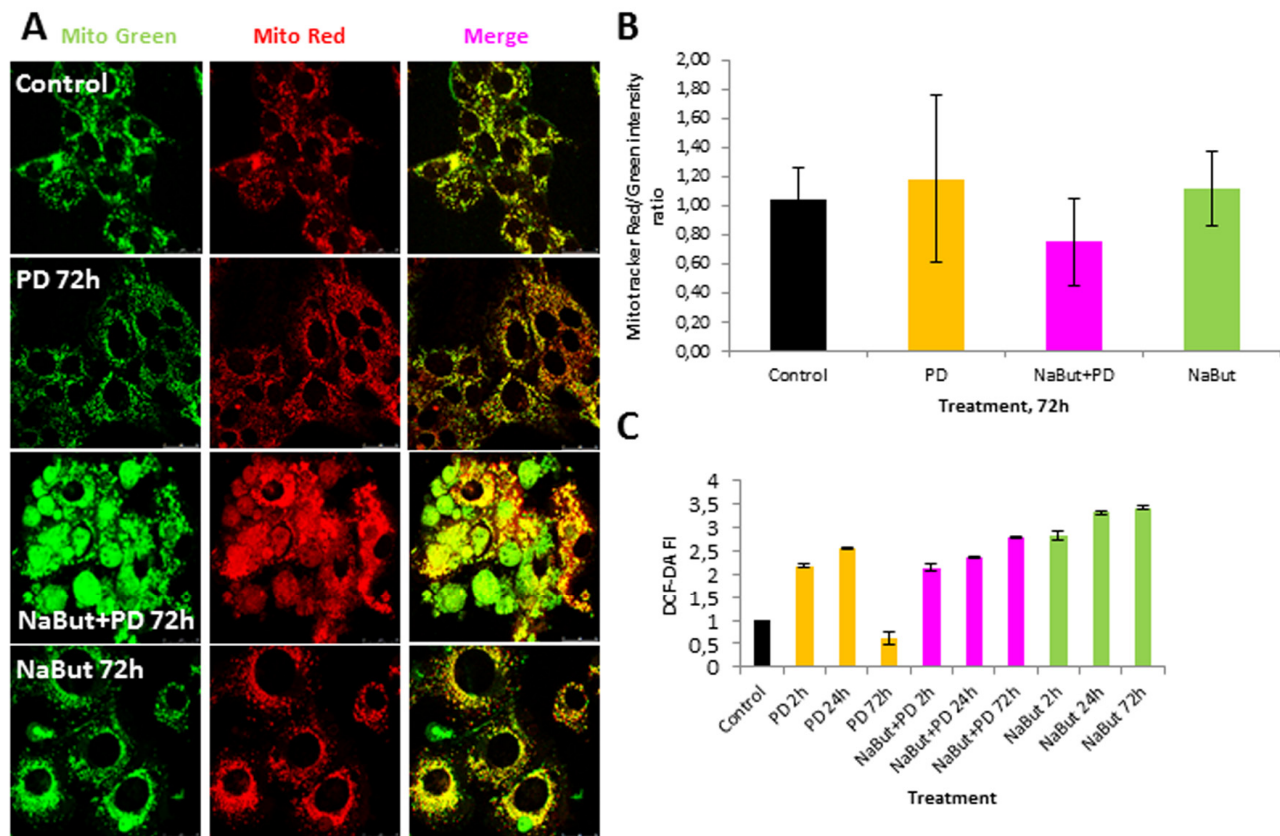 A
Mito Green
Mito Red
Merge
Control
PD 72h
NaBut+PD 72h
NaBut 72h
B
Mitotracker Red/Green intensity
ratio
2,00
1,80
1,60
1,40
1,20
1,00
0,80
0,60
0,40
0,20
0,00
Control
PD
NaBut+PD
NaBut
Treatment, 72h
C
DCF-DA FI
4
3,5
3
2,5
2
1,5
1
0,5
0
Control
PD 2h
PD 24h
PD 72h
NaBut+PD 2h
NaBut+PD 24h
NaBut+PD 72h
NaBut 2h
NaBut 24h
NaBut 72h
Treatment